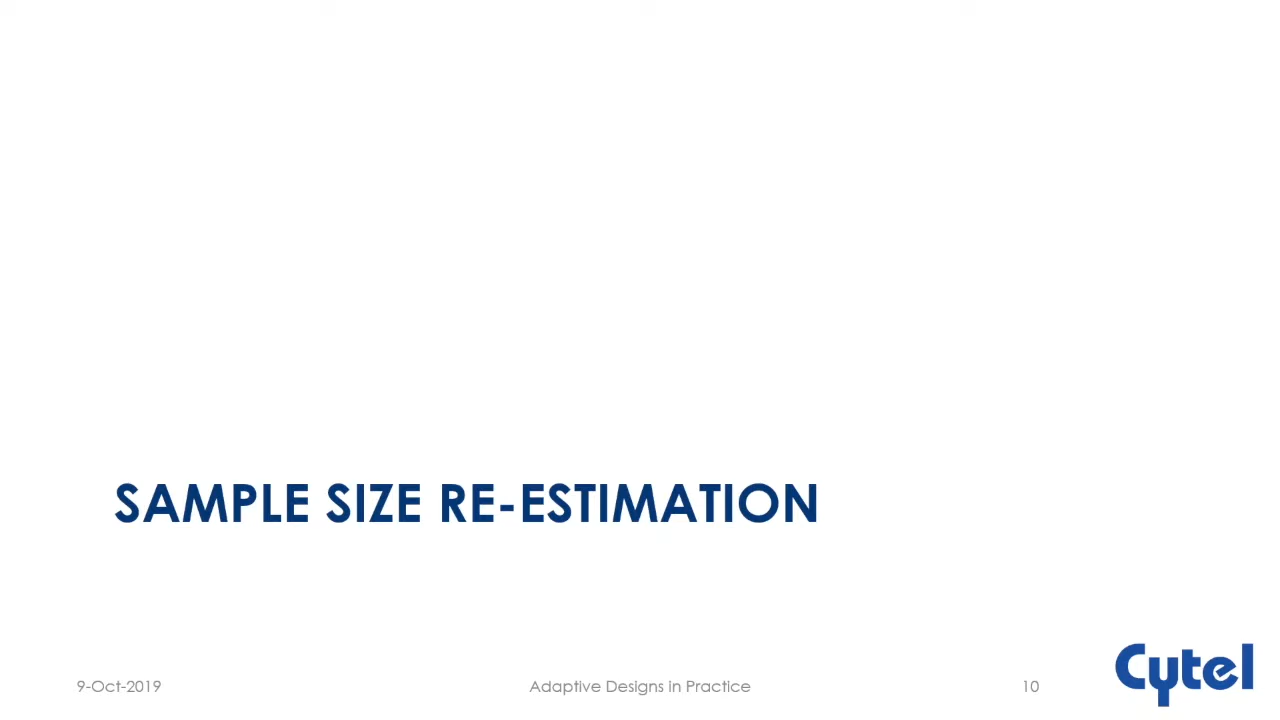 SAMPLE SIZE RE-ESTIMATION
9-Oct-2019
Adaptive Designs in Practice
10
Cytel